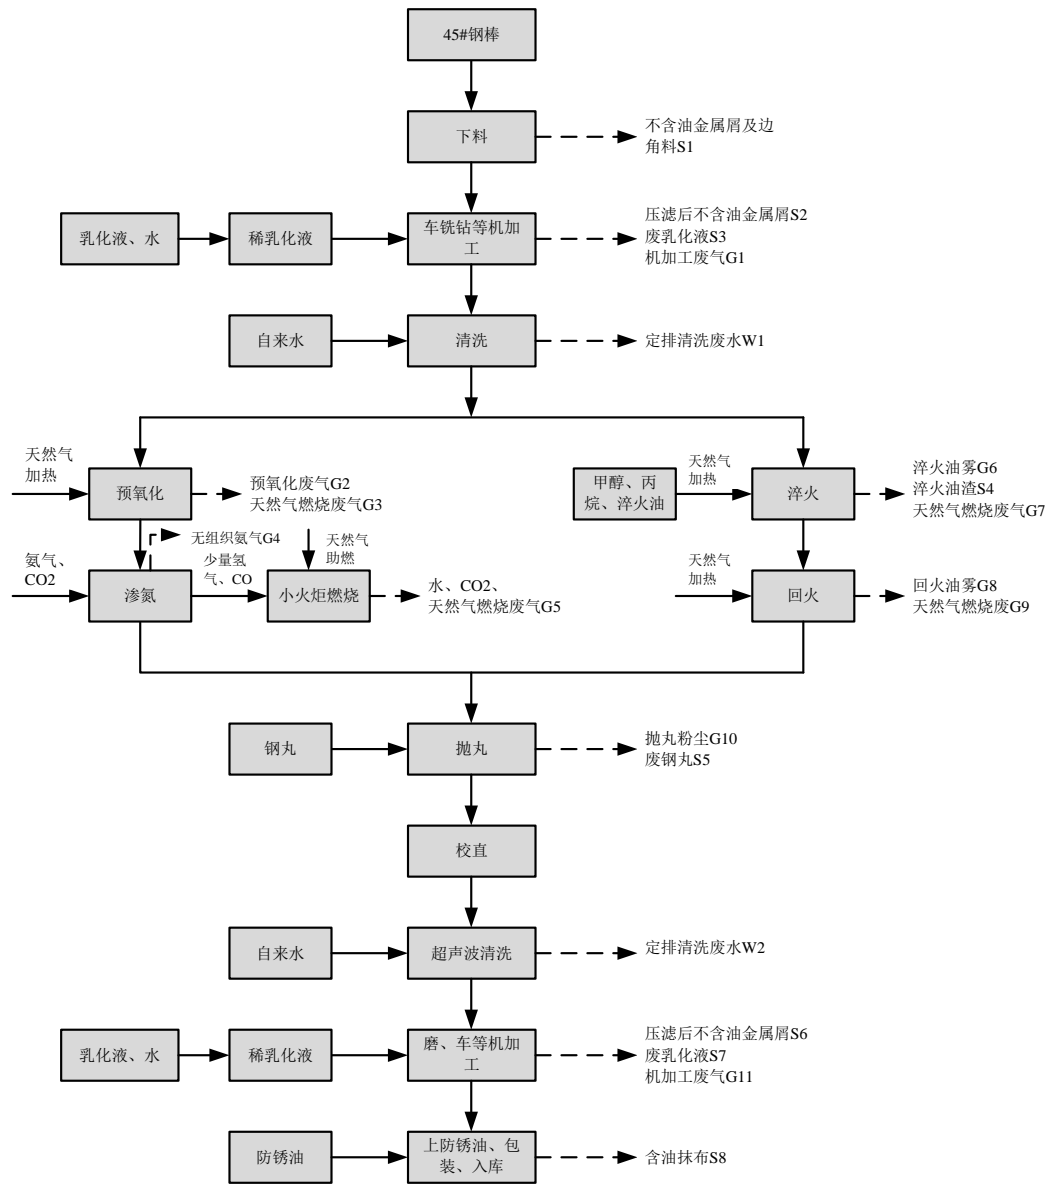 45#钢棒
下料
不含油金属屑及边
角料S1
乳化液、水
稀乳化液
车铣钻等机加
工
压滤后不含油金属屑S2
废乳化液S3
机加工废气G1
自来水
清洗
定排清洗废水W1
天然气
加热
预氧化
预氧化废气G2
天然气燃烧废气G3
甲醇、丙
烷、淬火油
天然气
加热
淬火
淬火油雾G6
淬火油渣S4
天然气燃烧废气G7
无组织氨气G4
氨气、
CO2
渗氮
少量氢
气、CO
天然气
助燃
小火炬燃烧
水、CO2、
天然气燃烧废气G5
天然气
加热
回火
回火油雾G8
天然气燃烧废G9
钢丸
抛丸
抛丸粉尘G10
废钢丸S5
校直
自来水
超声波清洗
定排清洗废水W2
乳化液、水
稀乳化液
磨、车等机加
工
压滤后不含油金属屑S6
废乳化液S7
机加工废气G11
防锈油
上防锈油、包
装、入库
含油抹布S8